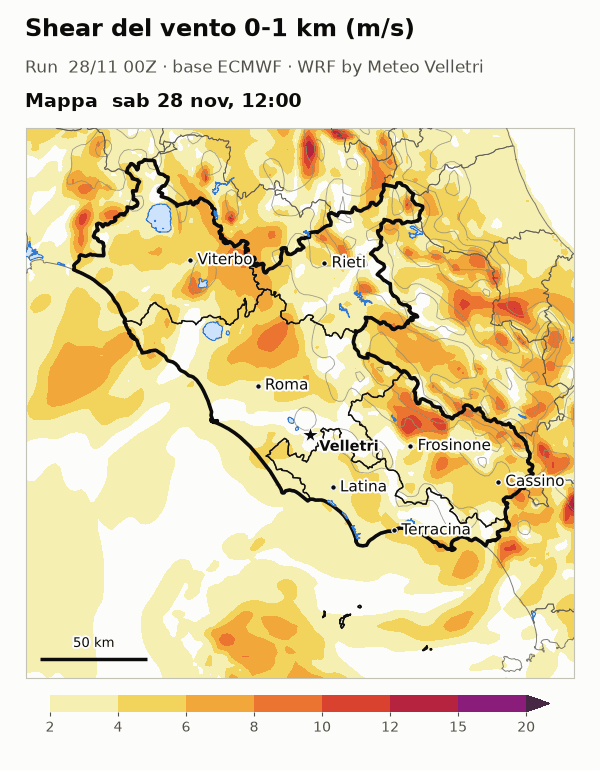 Shear del vento 0-1 km (m/s)
Run  28/11 00Z · base ECMWF · WRF by Meteo Velletri
Mappa  sab 28 nov, 12:00
Viterbo
Rieti
Roma
Velletri
Frosinone
Cassino
Latina
Terracina
50 km
2 4 6 8 10 12 15 20